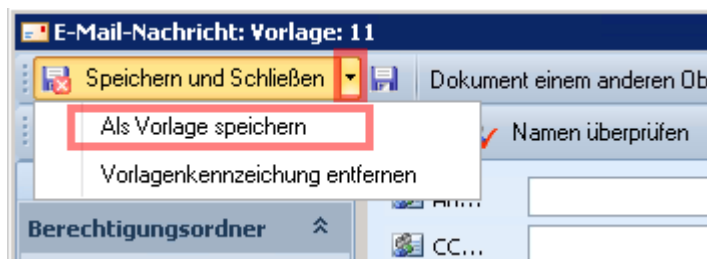 E-Mail-Nachricht: Vorlage: 11
Speichern und Schließen Dokument einem anderen Ob
Als Vorlage speichern Namen überprüfen
Vorlagenkennzeichung entfernen
An...
Berechtigungsordner
CC...